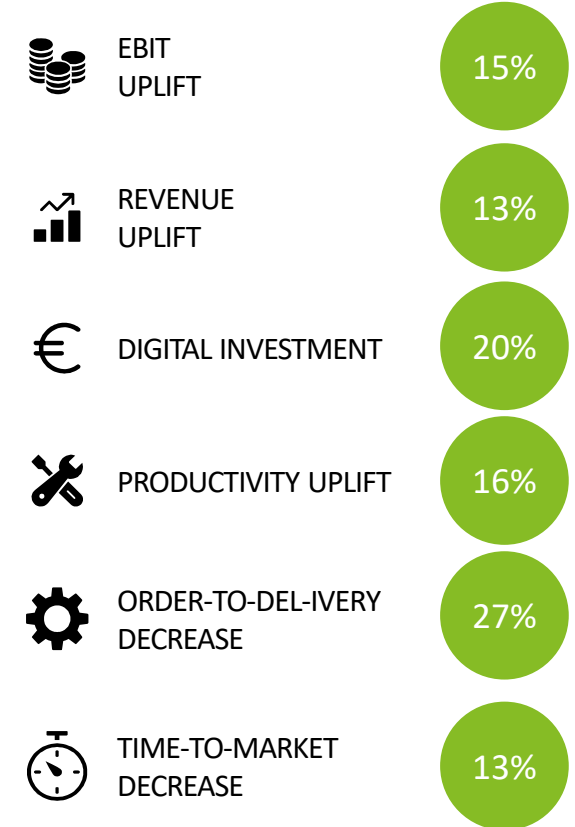 EBIT
UPLIFT
15%
REVENUE
UPLIFT
13%
€
DIGITAL INVESTMENT
20%
PRODUCTIVITY UPLIFT
16%
ORDER-TO-DEL-IVERY
DECREASE
27%
TIME-TO-MARKET
DECREASE
13%